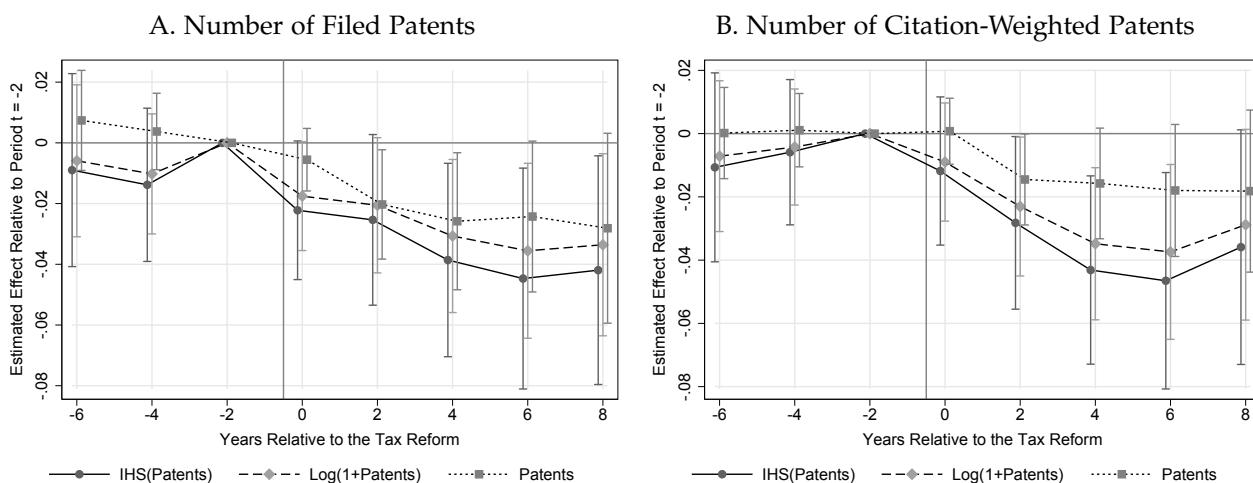 A. Number of Filed Patents
Estimated Effect Relative to Period t = -2
.02
0
-.02
-.04
-.06
-.08
-6 -4 -2 0 2 4 6 8
Years Relative to the Tax Reform
IHS(Patents) Log(1+Patents) Patents
B. Number of Citation-Weighted Patents
Estimated Effect Relative to Period t = -2
.02
0
-.02
-.04
-.06
-.08
-6 -4 -2 0 2 4 6 8
Years Relative to the Tax Reform
IHS(Patents) Log(1+Patents) Patents